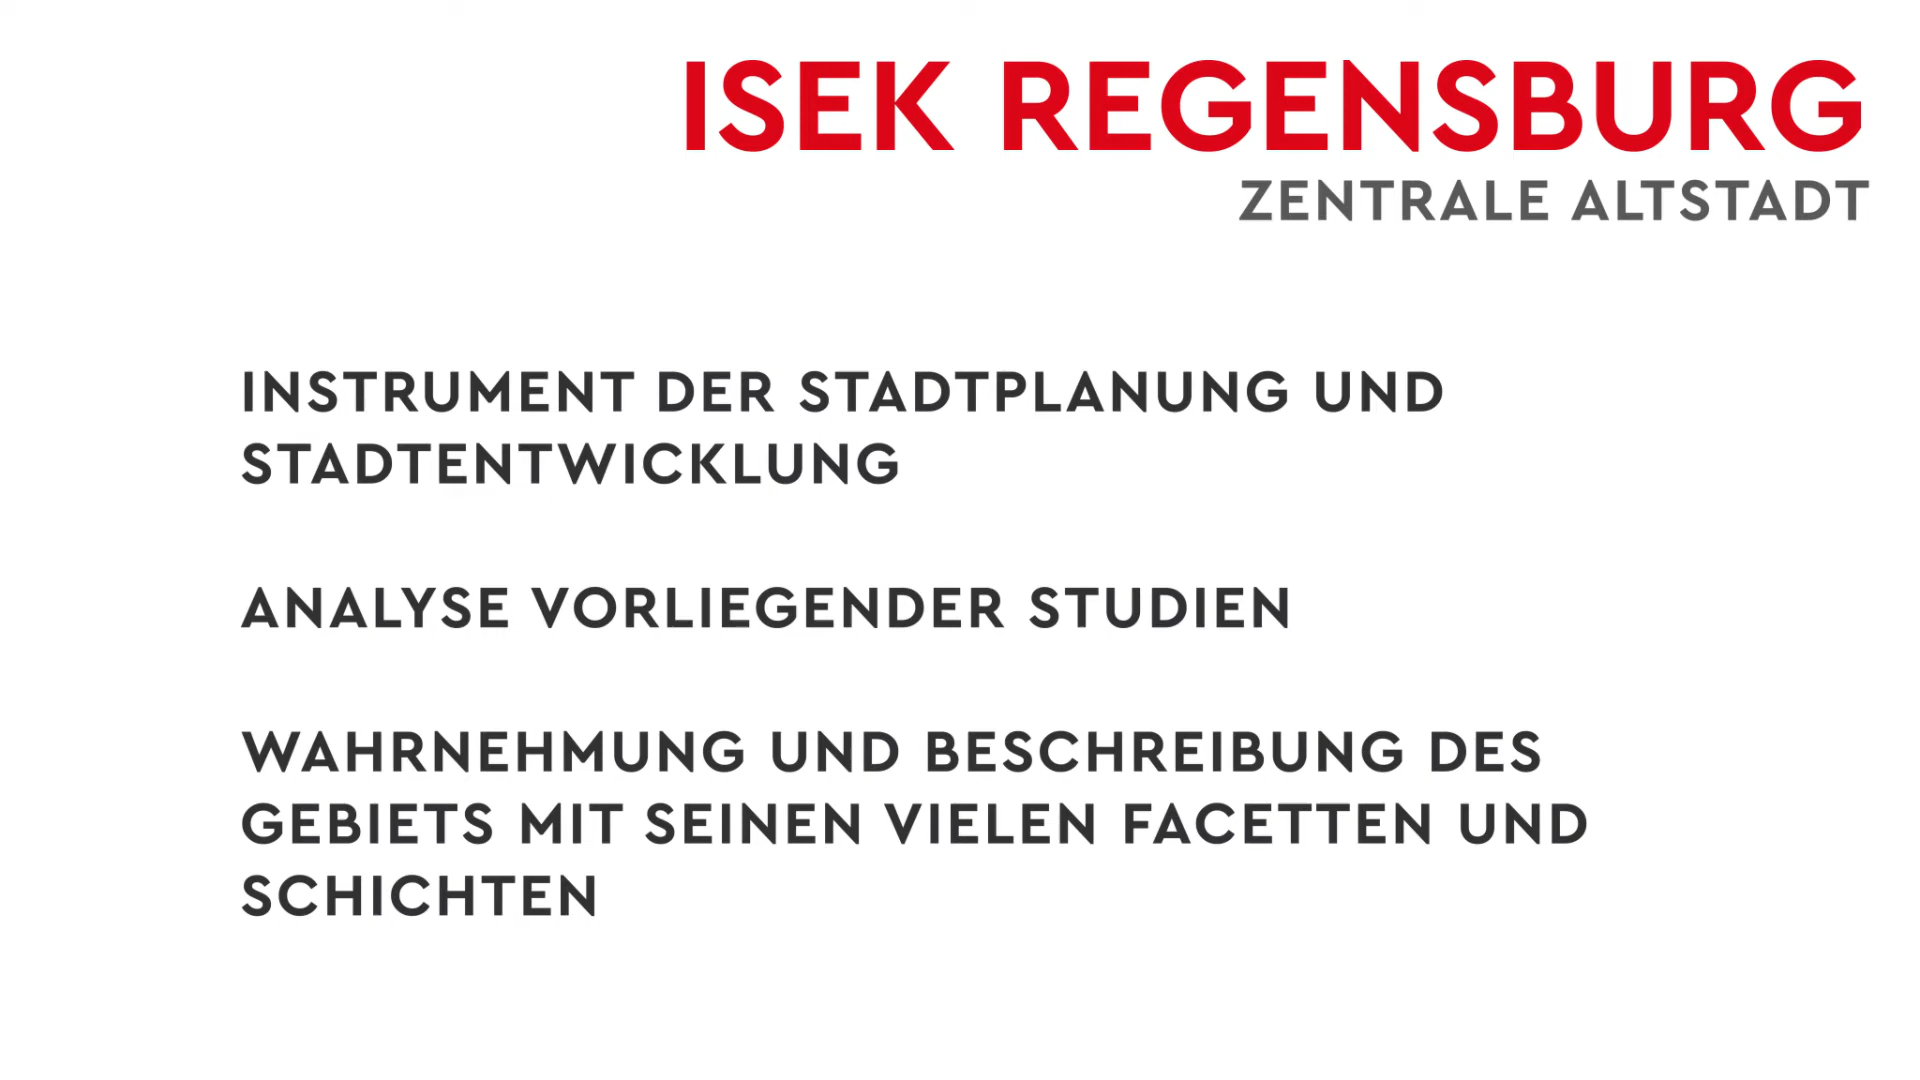 ISEK REGENSBURG
ZENTRALE ALTSTADT
INSTRUMENT DER STADTPLANUNG UND
STADTENTWICKLUNG
ANALYSE VORLIEGENDER STUDIEN
WAHRNEHMUNG UND BESCHREIBUNG DES
GEBIETS MIT SEINEN VIELEN FACETTEN UND
SCHICHTEN